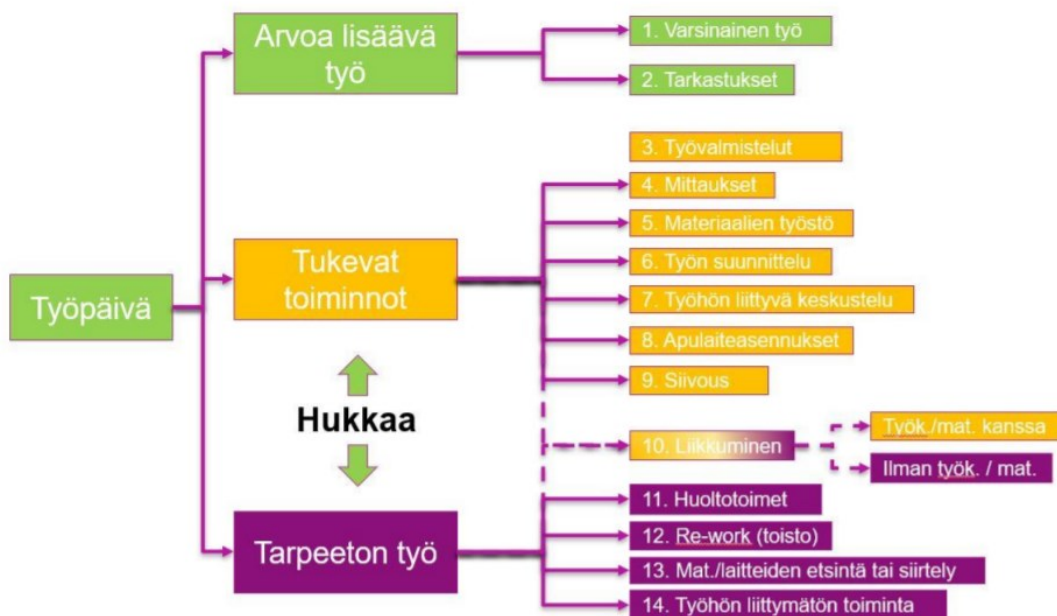 Arvoa lisäävä
työ
1. Varsinainen työ
2. Tarkastukset
3. Työvalmistelut
4. Mittaukset
5. Materiaalien työstö
Työpäivä
Tukevat
toiminnot
6. Työn suunnittelu
7. Työhön liittyvä keskustelu
8. Apulaiteasennukset
9. Siivous
Hukkaa
10. Liikkuminen
Työk./mat. kanssa
Ilman työk. / mat.
Tarpeeton työ
11. Huoltotoimet
12. Re-work (toisto)
13. Mat./laitteiden etsintä tai siirtely
14. Työhön liittymätön toiminta